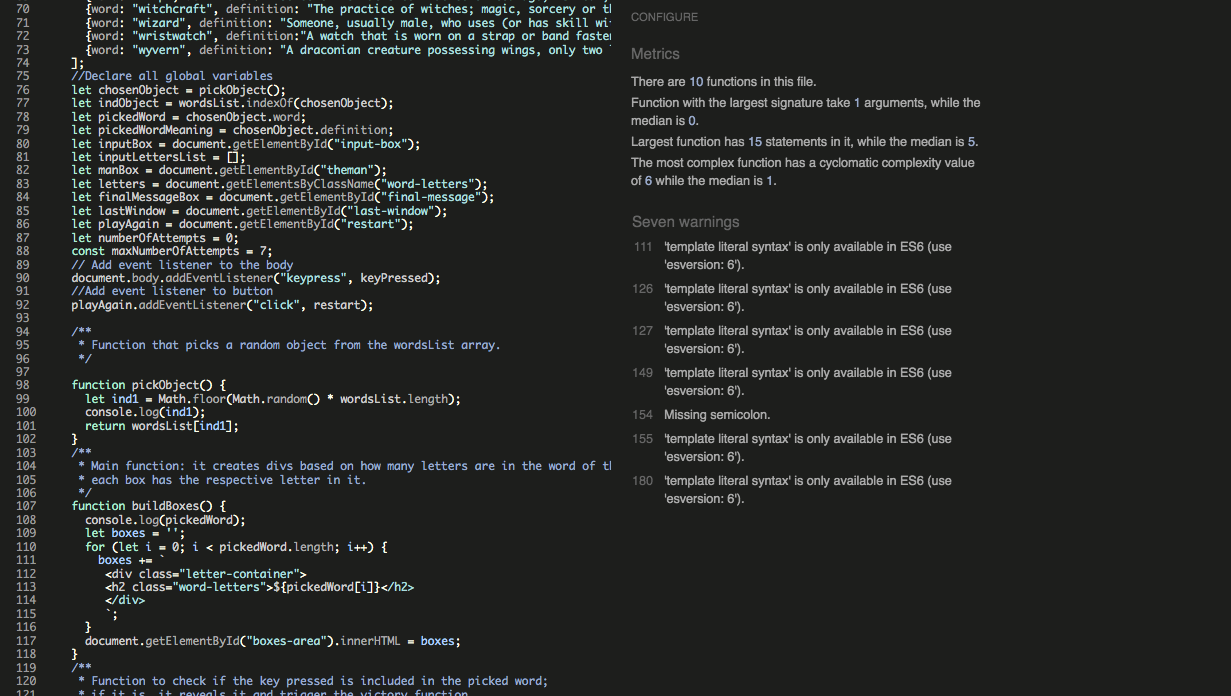 70 {word: "witchcraft", definition: "The practice of witches; magic, sorcery or th
71 {word: "wizard", definition: "Someone, usually male, who uses (or has skill wi
72 {word: "wristwatch", definition:"A watch that is worn on a strap or band faste
73 {word: "wyvern", definition: "A draconian creature possessing wings, only two
74 ];
75 //Declare all global variables
76 let chosenObject = pickObject();
77 let indObject = wordsList.indexOf(chosenObject);
78 let pickedWord = chosenObject.word;
79 let pickedWordMeaning = chosenObject.definition;
80 let inputBox = document.getElementById("input-box");
81 let inputLettersList = [];
82 let manBox = document.getElementById("theman");
83 let letters = document.getElementsByClassName("word-letters");
84 let finalMessageBox = document.getElementById("final-message");
85 let lastWindow = document.getElementById("last-window");
86 let playAgain = document.getElementById("restart");
87 let numberOfAttempts = 0;
88 const maxNumberOfAttempts = 7;
89 // Add event listener to the body
90 document.body.addEventListener("keypress", keyPressed);
91 //Add event listener to button
92 playAgain.addEventListener("click", restart);
93
94 /**
95 * Function that picks a random object from the wordsList array.
96 */
97
98 function pickObject() {
99 let ind1 = Math.floor(Math.random() * wordsList.length);
100 console.log(ind1);
101 return wordsList[ind1];
102 }
103 /**
104 * Main function: it creates divs based on how many letters are in the word of th
105 * each box has the respective letter in it.
106 */
107 function buildBoxes() {
108 console.log(pickedWord);
109 let boxes = '';
110 for (let i = 0; i < pickedWord.length; i++) {
111 boxes += `
112 <div class="letter-container">
113 <h2 class="word-letters">${pickedWord[i]}</h2>
114 </div>
115 `;
116 }
117 document.getElementById("boxes-area").innerHTML = boxes;
118 }
119 /**
120 * Function to check if the key pressed is included in the picked word;
121 * if it is, it reveals it and trigger the victory function
CONFIGURE
Metrics
There are 10 functions in this file.
Function with the largest signature take 1 arguments, while the
median is 0.
Largest function has 15 statements in it, while the median is 5.
The most complex function has a cyclomatic complexity value
of 6 while the median is 1.
Seven warnings
111 'template literal syntax' is only available in ES6 (use
'esversion: 6').
126 'template literal syntax' is only available in ES6 (use
'esversion: 6').
127 'template literal syntax' is only available in ES6 (use
'esversion: 6').
149 'template literal syntax' is only available in ES6 (use
'esversion: 6').
154 Missing semicolon.
155 'template literal syntax' is only available in ES6 (use
'esversion: 6').
180 'template literal syntax' is only available in ES6 (use
'esversion: 6').